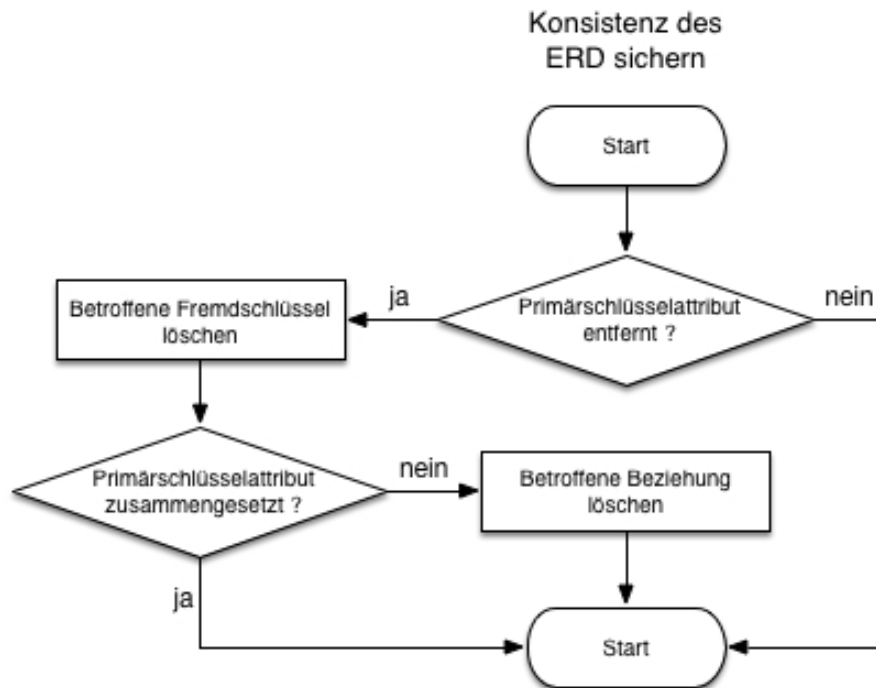 Konsistenz des
ERD sichern
Start
Primärschlüsselattribut
entfernt ?
ja
nein
Betroffene Fremdschlüssel
löschen
Primärschlüsselattribut
zusammengesetzt ?
nein
Betroffene Beziehung
löschen
ja
Start